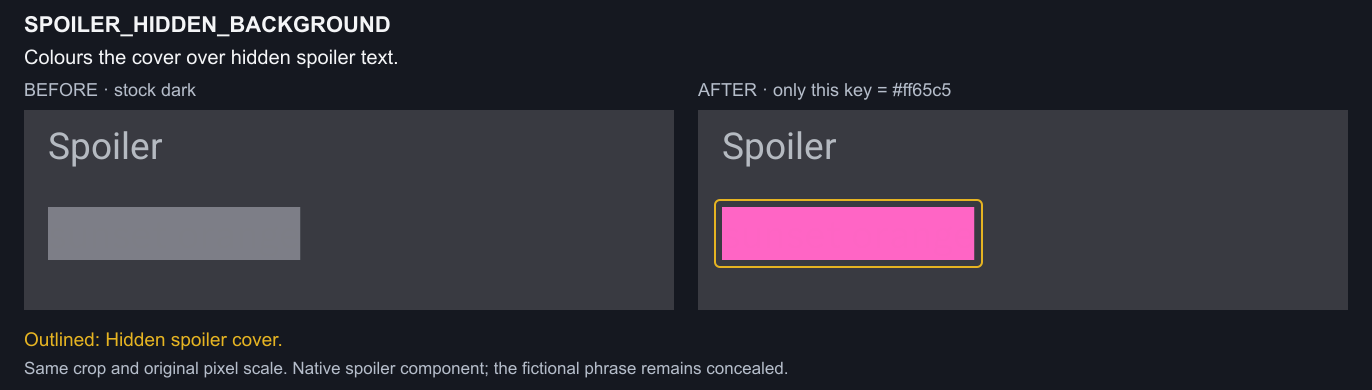 SPOILER_HIDDEN_BACKGROUND
Colours the cover over hidden spoiler text.
BEFORE · stock dark
AFTER · only this key = #ff65c5
Spoiler
Spoiler
Outlined: Hidden spoiler cover.
Same crop and original pixel scale. Native spoiler component; the fictional phrase remains concealed.